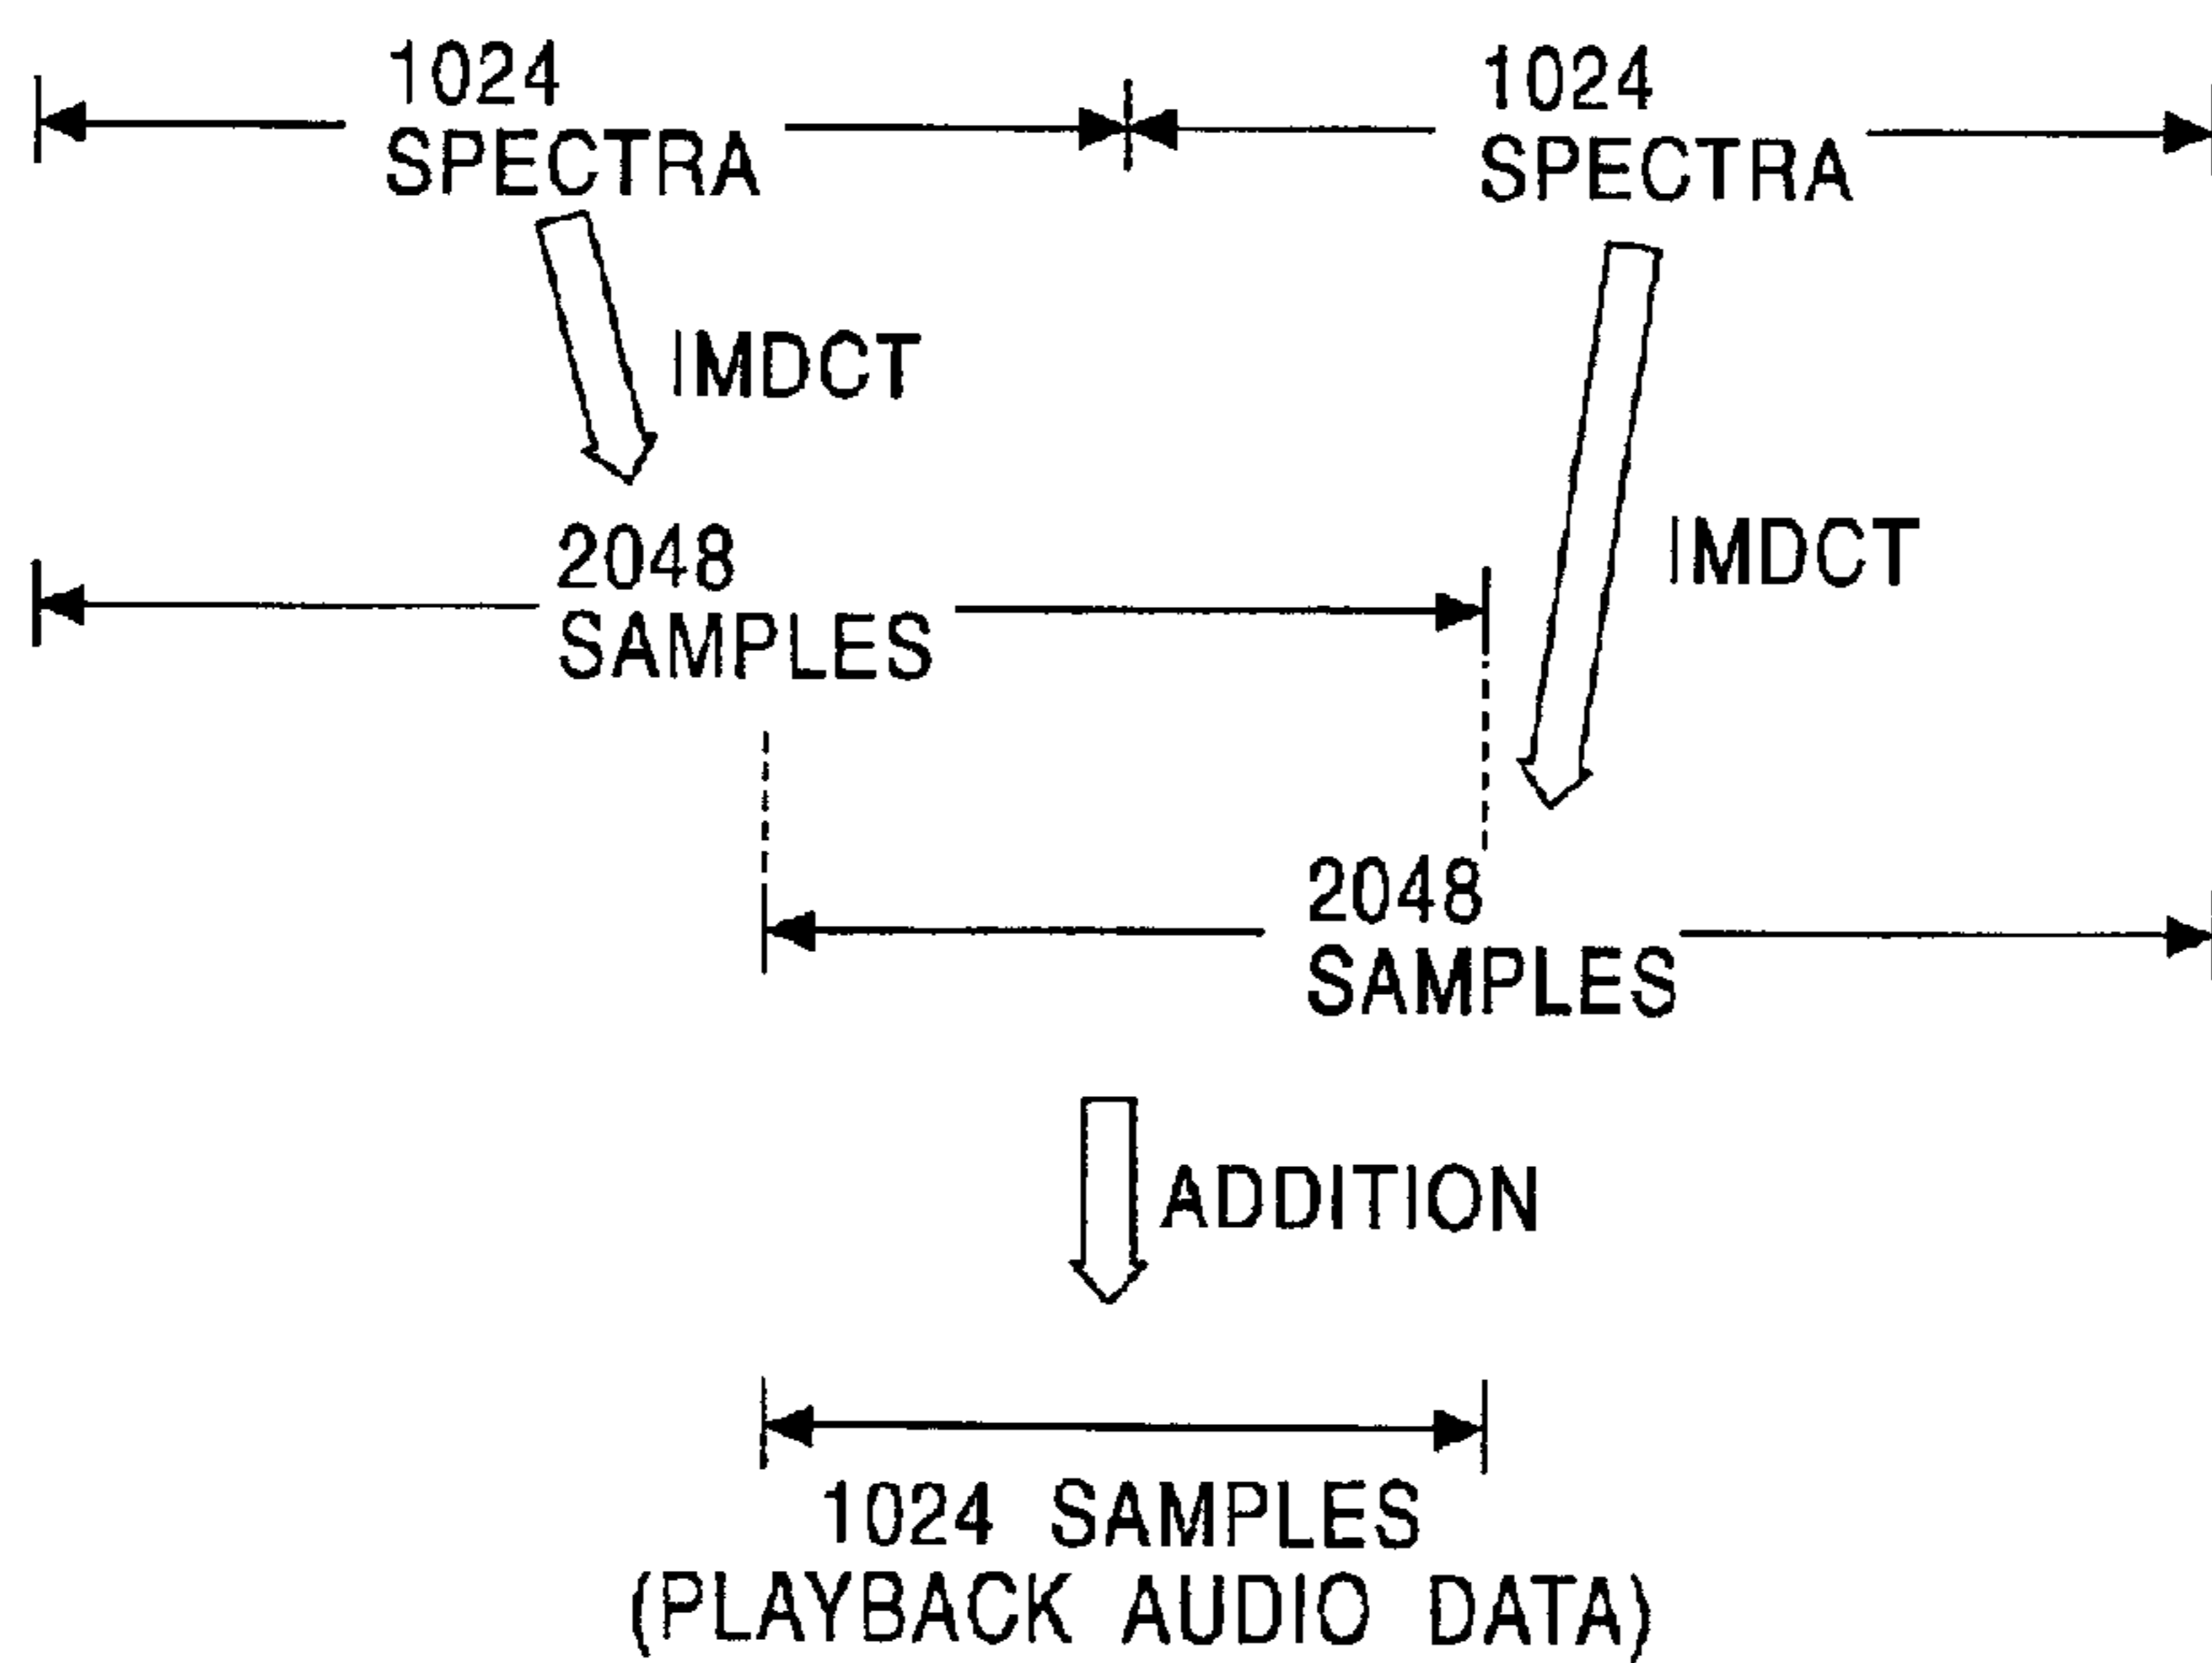 1024
SPECTRA
1024
SPECTRA
IMDCT
IMDCT
2048
SAMPLES
2048
SAMPLES
ADDITION
1024 SAMPLES
(PLAYBACK AUDIO DATA)